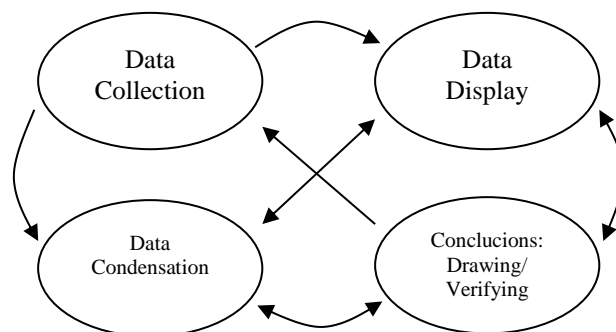 Data
Collection
Data
Display
Data
Condensation
Conclucions:
Drawing/
Verifying